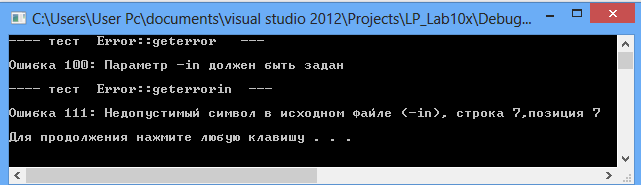 C:\Users\User Pc\documents\visual studio 2012\Projects\LP_Lab10x\Debug...
---- тест Error::geterror ---
Ошибка 100: Параметр -in должен быть задан
---- тест Error::geterrorin ---
Ошибка 111: Недопустимый символ в исходном файле (-in), строка 7,позиция 7
Для продолжения нажмите любую клавишу . . .